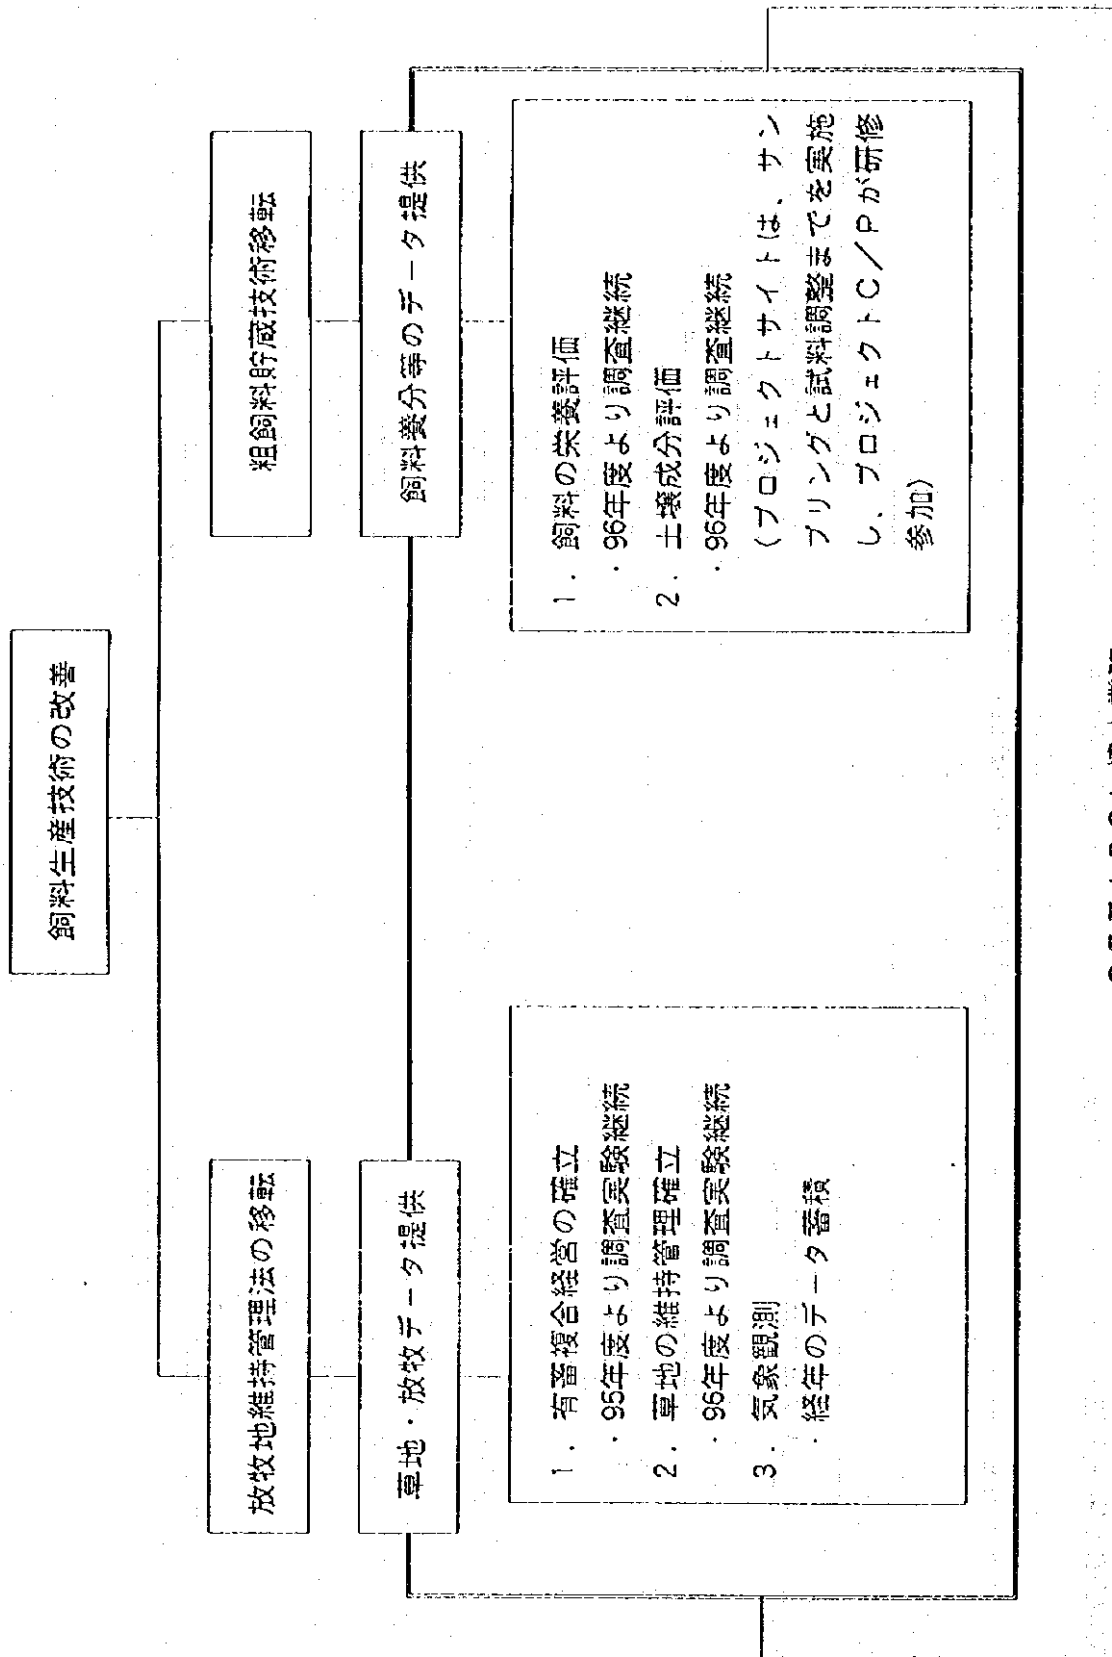 飼料生産技術の改善
放牧地維持管理法の移転
粗飼料貯蔵技術移転
草地・放牧データ提供
飼料養分等のデータ提供
1. 有畜複合経営の確立
・95年度より調査実験継続
2. 草地の維持管理確立
・96年度より調査実験継続
3. 気象観測
・経年のデータ蓄積
1. 飼料の栄養評価
・96年度より調査継続
2. 土壌成分評価
・96年度より調査継続
(プロジェクトサイトは、サン
プリングと試料調整までを実施
し、プロジェクトC/Pが研修
参加)